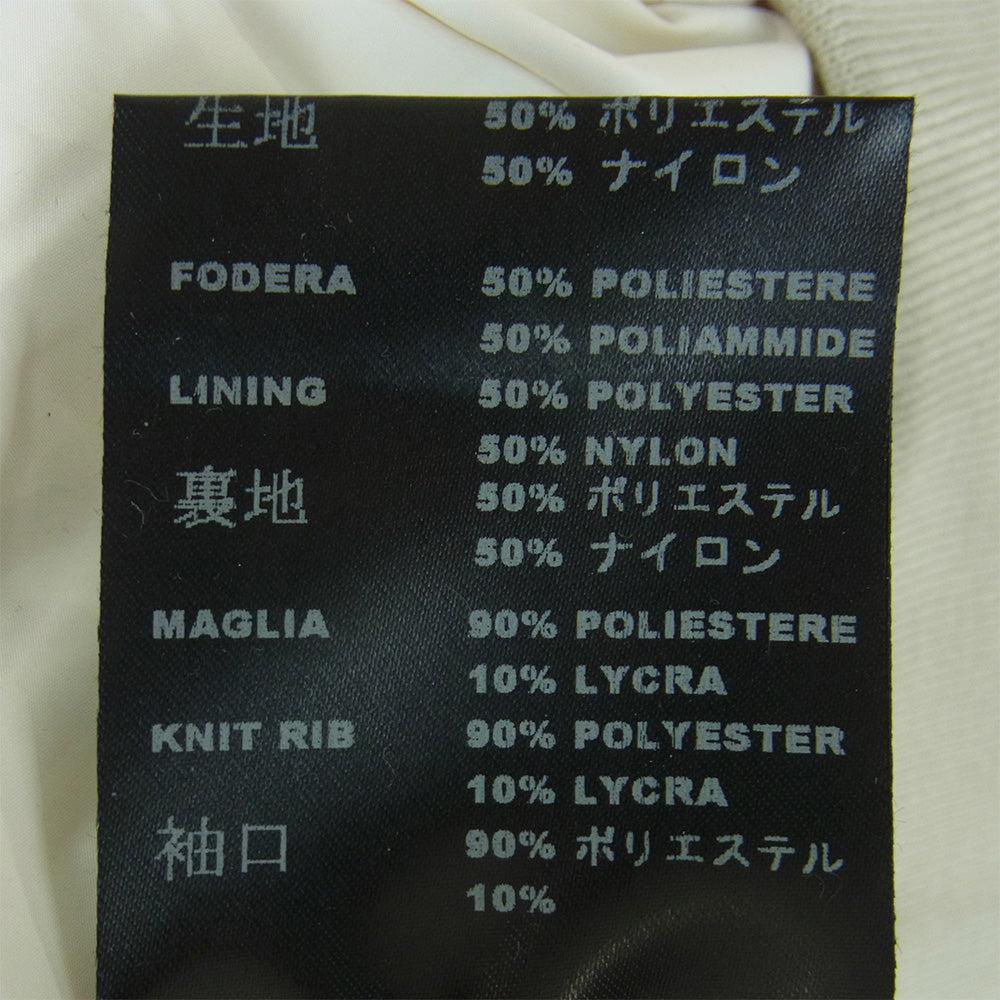 生地 50% ポリエステル
50% ナイロン
FODERA 50% POLIESTERE
50% POLIAMMIDE
LINING 50% POLYESTER
50% NYLON
裏地 50% ポリエステル
50% ナイロン
MAGLIA 90% POLIESTERE
10% LYCRA
KNIT RIB 90% POLYESTER
10% LYCRA
袖口 90% ポリエステル
10%